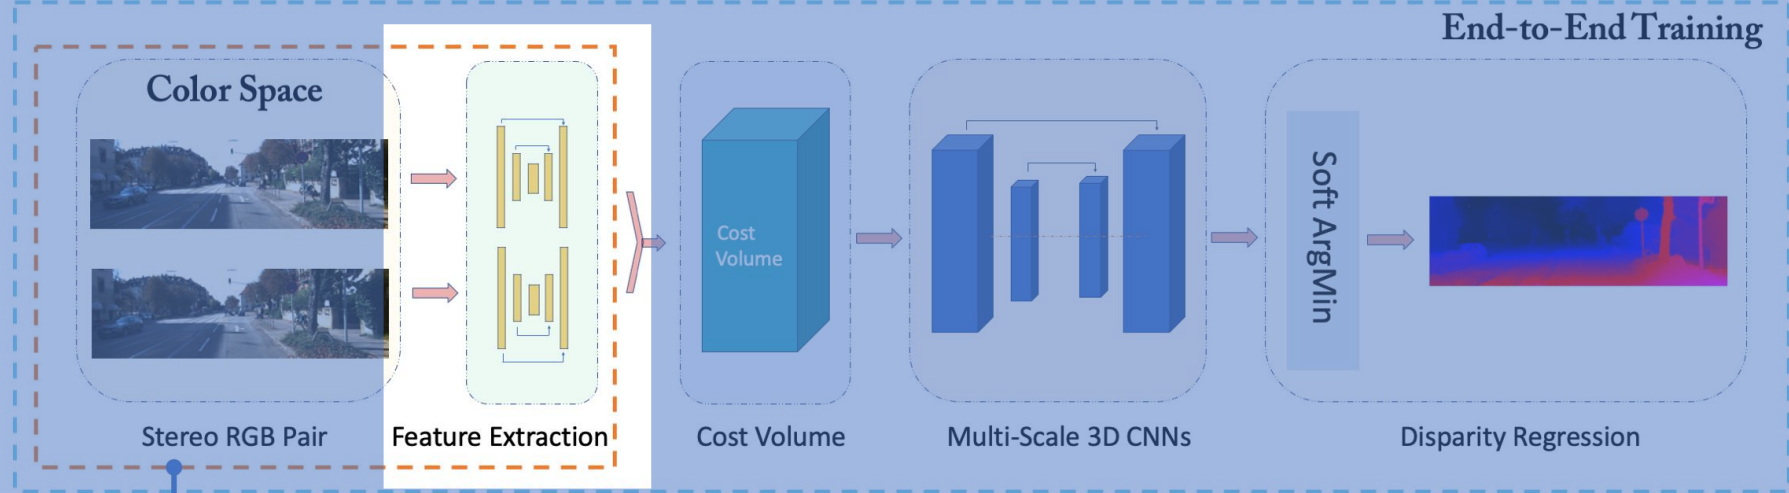 End-to-End Training
Color Space
Cost
Volume
Soft ArgMin
Stereo RGB Pair
Feature Extraction
Cost Volume
Multi-Scale 3D CNNs
Disparity Regression